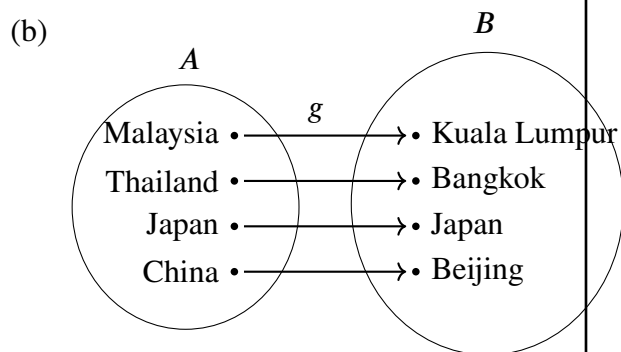 (b)
A B
g
Malaysia Kuala Lumpur
Thailand Bangkok
Japan Japan
China Beijing